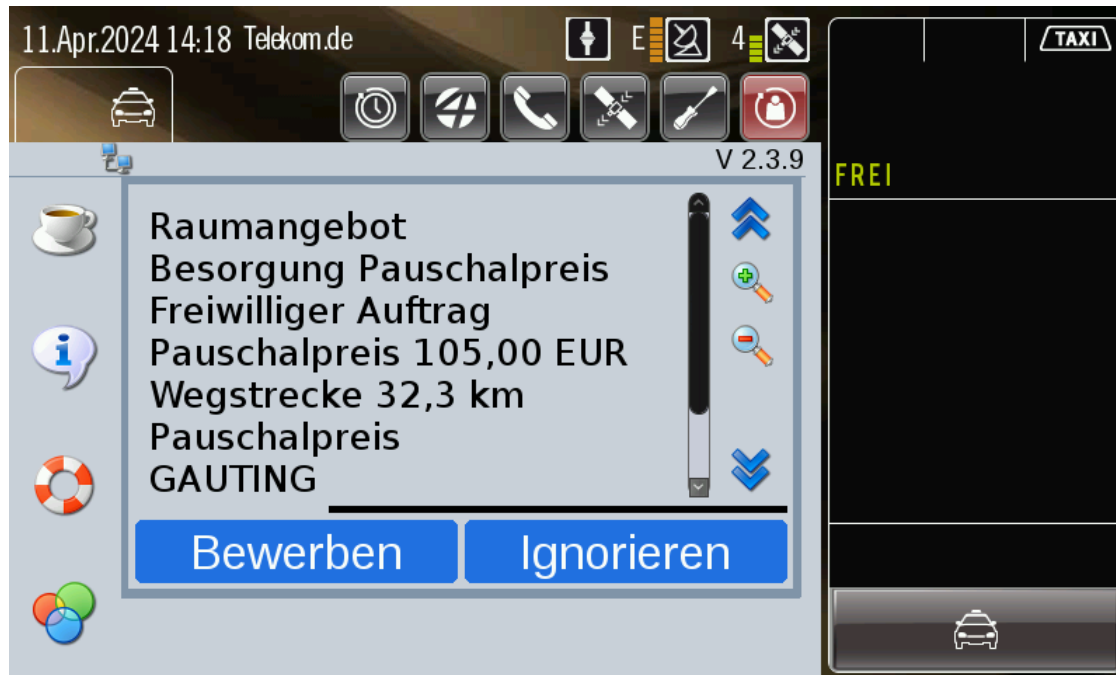 11.Apr.2024 14:18 Telekom.de E 4
TAXI
V 2.3.9
FREI
Raumangebot
Besorgung Pauschalpreis
Freiwilliger Auftrag
Pauschalpreis 105,00 EUR
Wegstrecke 32,3 km
Pauschalpreis
GAUTING
Bewerben Ignorieren